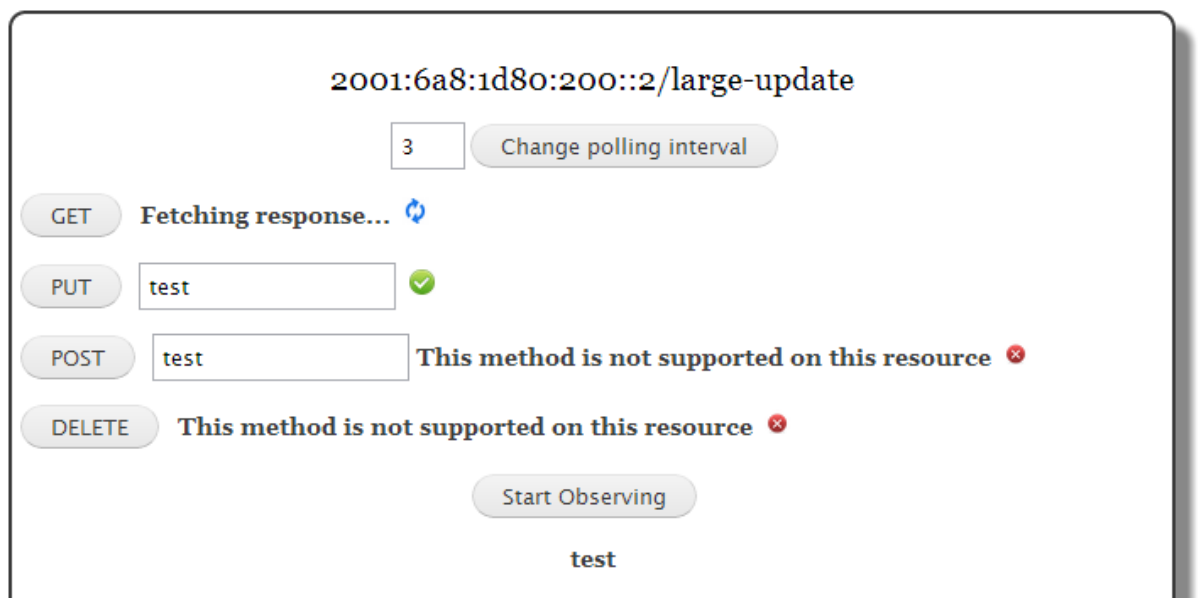 2001:6a8:1d80:200::2/large-update
3 Change polling interval
GET Fetching response...
PUT test
POST test This method is not supported on this resource
DELETE This method is not supported on this resource
Start Observing
test